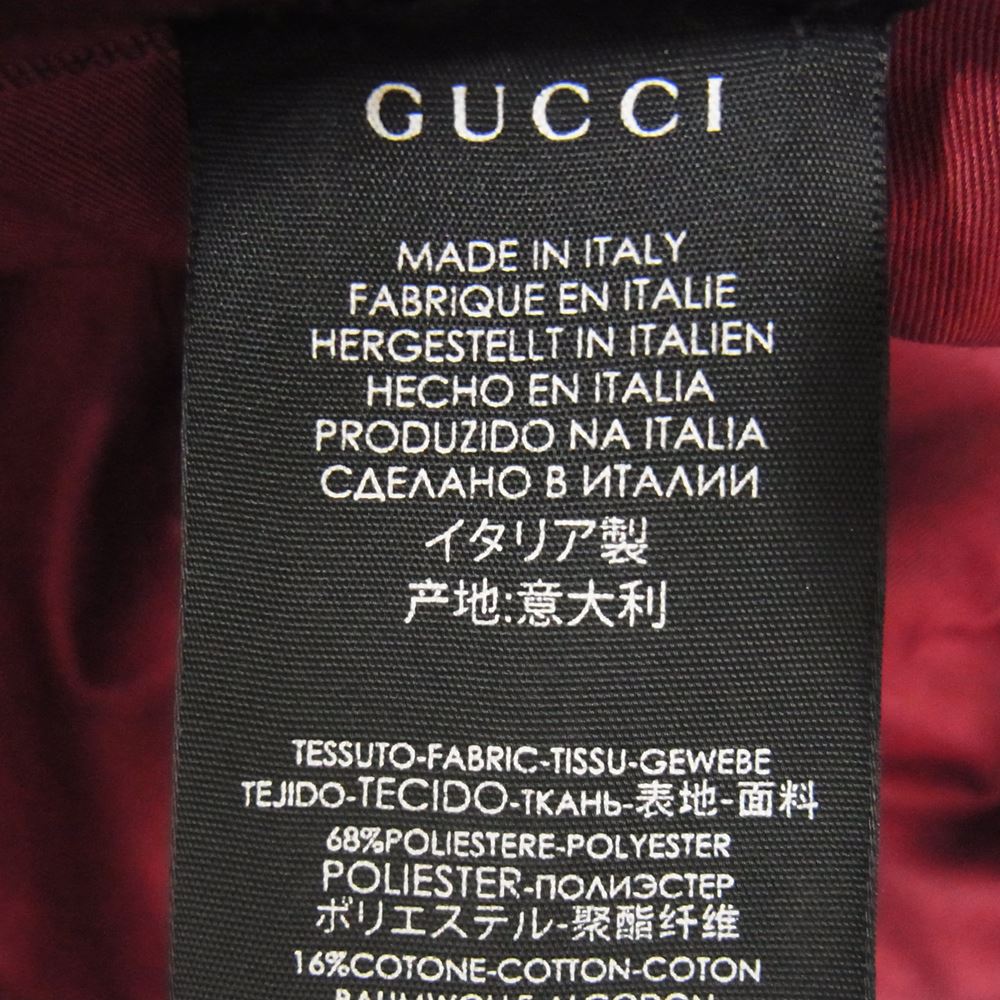 GUCCI
MADE IN ITALY
FABRIQUE EN ITALIE
HERGESTELLT IN ITALIEN
HECHO EN ITALIA
PRODUZIDO NA ITALIA
СДЕЛАНО В ИТАЛИИ
イタリア製
产地:意大利
TESSUTO-FABRIC-TISSU-GEWEBE
TEJIDO-TECIDO-ТКАНЬ-表地-面料
68%POLIESTERE-POLYESTER
POLIESTER-ПОЛИЭСТЕР
ポリエステル-聚酯纤维
16%COTONE-COTTON-COTON
BAUMWOLLE-ALGODON